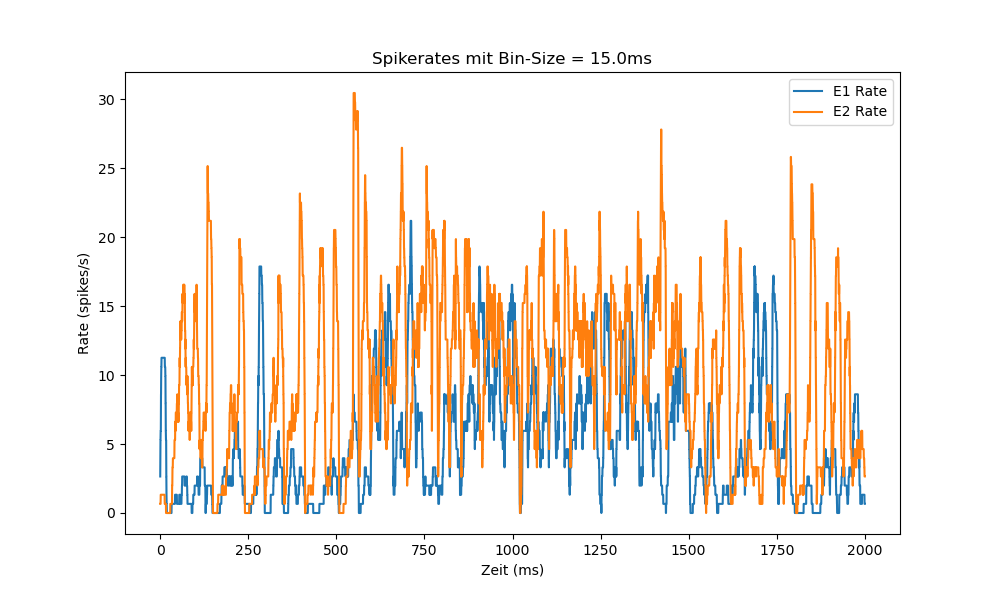 Spikerates mit Bin-Size = 15.0ms
E1 Rate
E2 Rate
30
25
20
15
10
5
0
Rate (spikes/s)
0 250 500 750 1000 1250 1500 1750 2000
Zeit (ms)